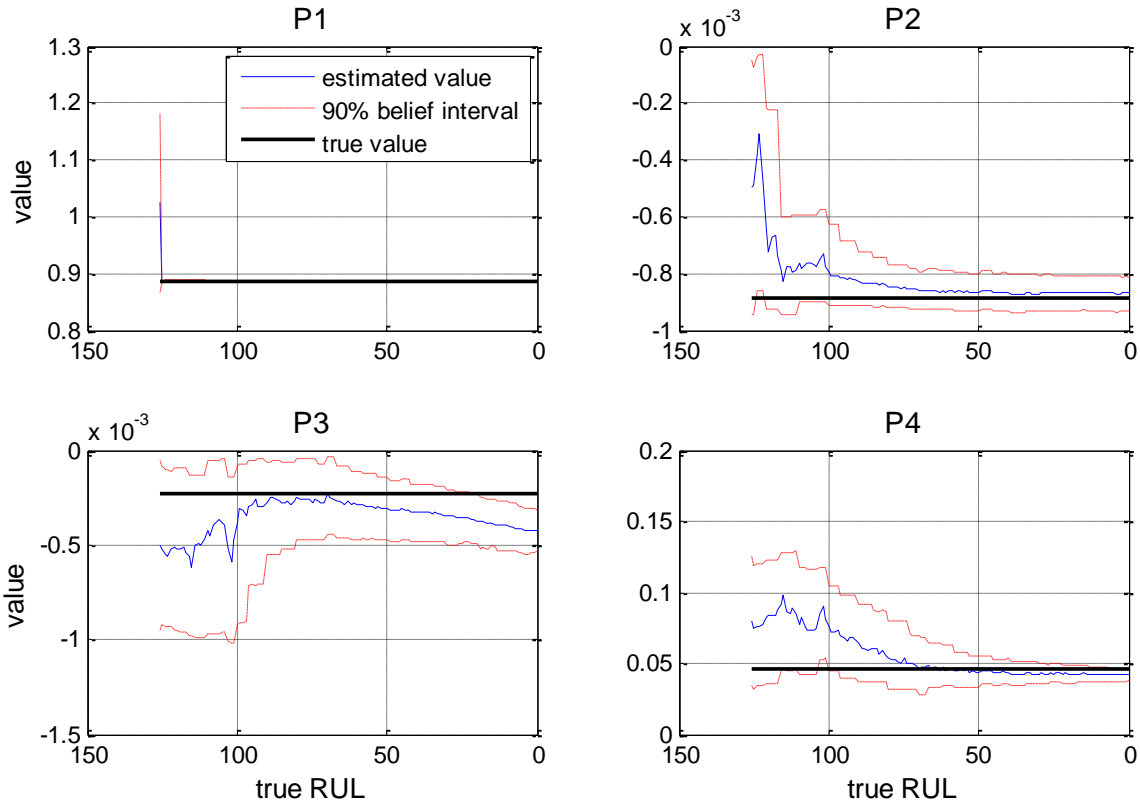 P1
1.3
1.2
1.1
1
0.9
0.8
value
150
100
50
0
estimated value
90% belief interval
true value
P2
x 10-3
0
-0.2
-0.4
-0.6
-0.8
-1
150
100
50
0
P3
x 10-3
0
-0.5
-1
-1.5
value
150
100
50
0
true RUL
P4
0.2
0.15
0.1
0.05
0
150
100
50
0
true RUL